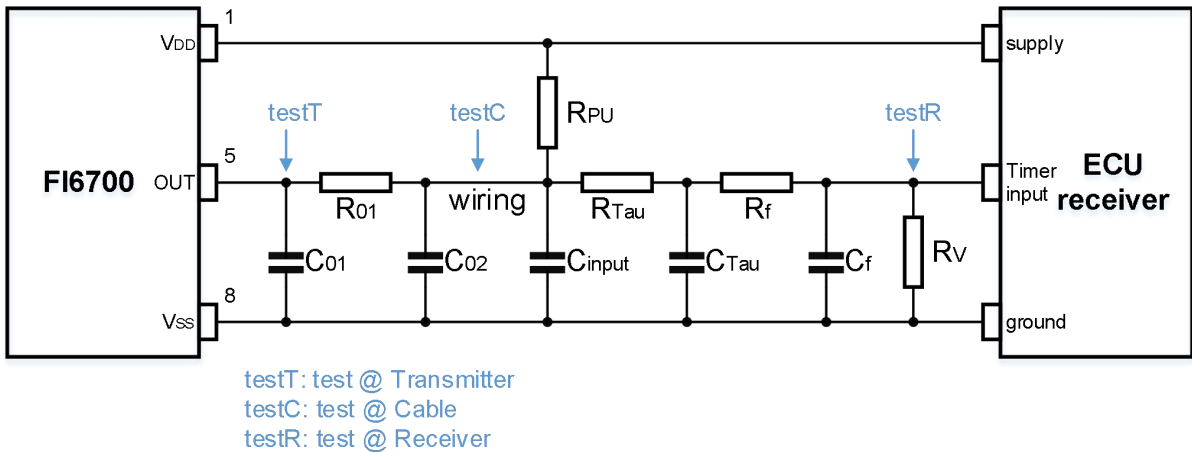 1
VDD
supply
testT
testC
RPU
testR
FI6700
5
OUT
R01
wiring
RTau
Rf
Timer
input
ECU
receiver
C01
C02
Cinput
CTau
Cf
RV
8
VSS
ground
testT: test @ Transmitter
testC: test @ Cable
testR: test @ Receiver